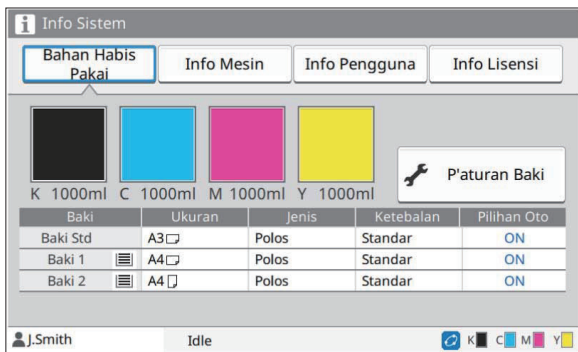 Info Sistem
Bahan Habis
Pakai
Info Mesin
Info Pengguna
Info Lisensi
K 1000ml C 1000ml M 1000ml Y 1000ml
P'aturan Baki
Baki Ukuran Jenis Ketebalan Pilihan Oto
Baki Std A3 Polos Standar ON
Baki 1 A4 Polos Standar ON
Baki 2 A4 Polos Standar ON
J.Smith Idle K C M Y